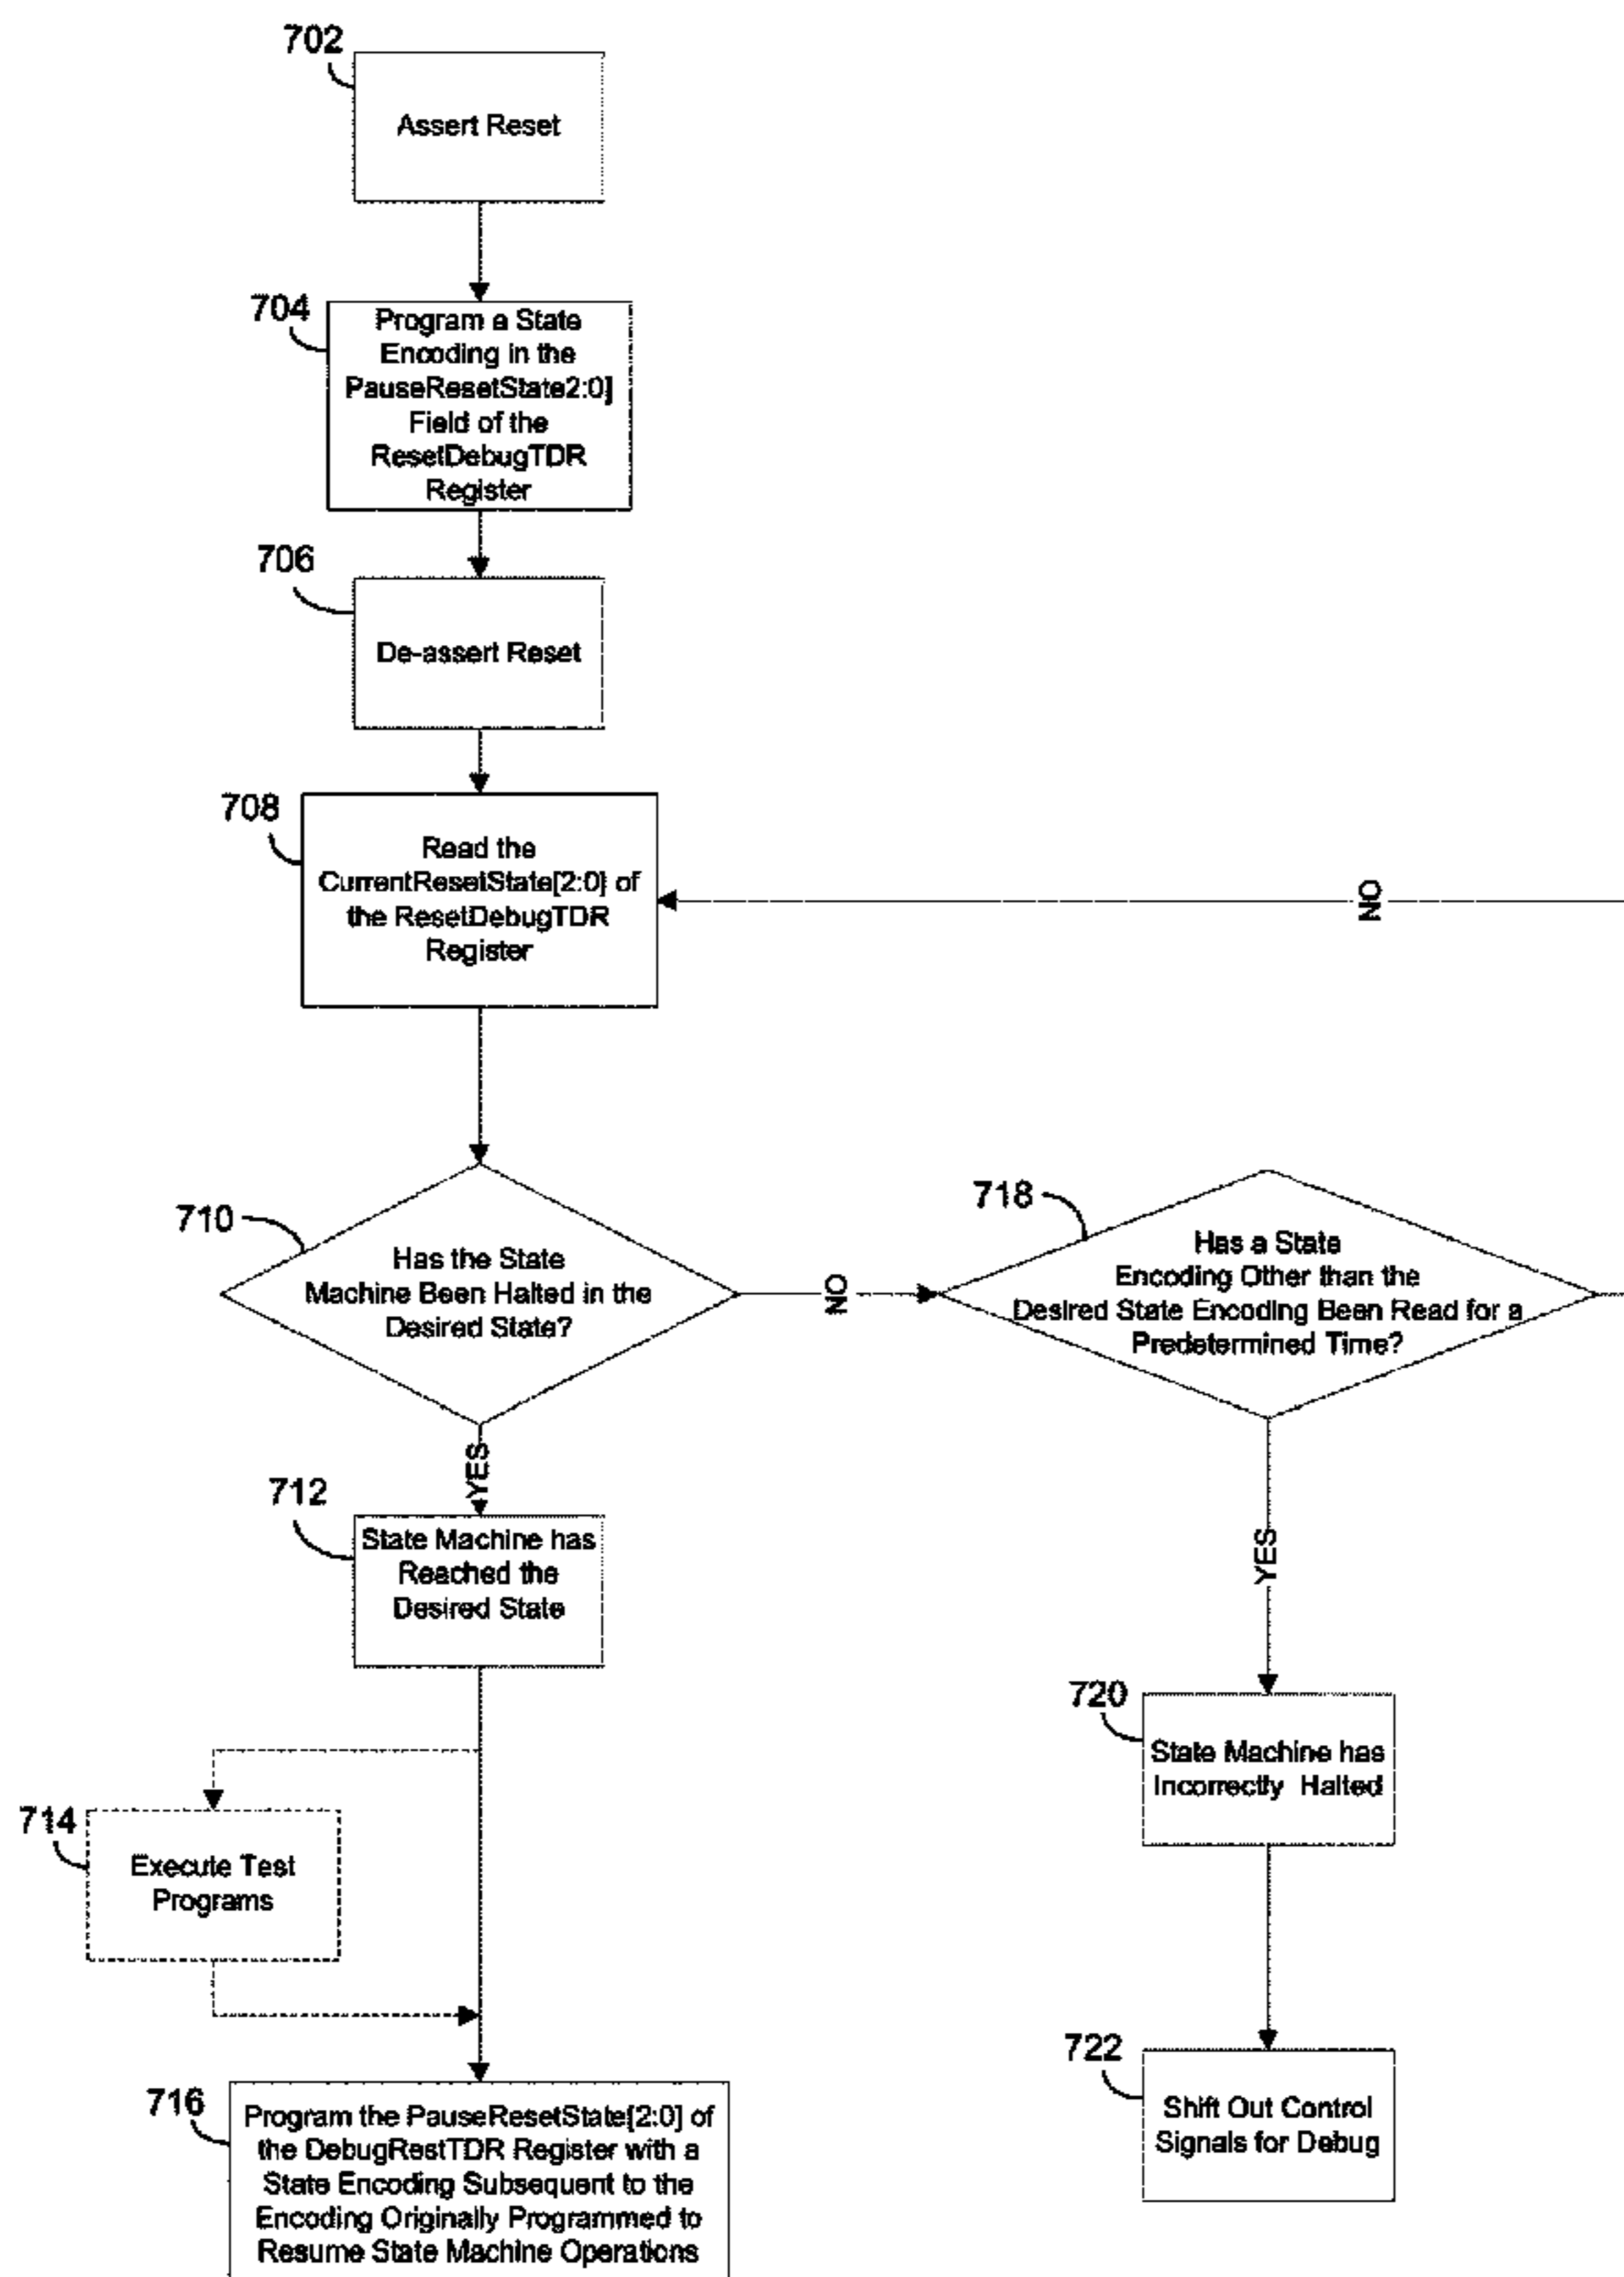 702
Assert Reset
704
Program a State
Encoding in the
PauseResetState2:0]
Field of the
ResetDebugTDR
Register
706
De-assert Reset
708
Read the
CurrentResetState[2:0] of
the ResetDebugTDR
Register
NO
710
Has the State
Machine Been Halted in the
Desired State?
NO
718
Has a State
Encoding Other than the
Desired State Encoding Been Read for a
Predetermined Time?
YES
712
State Machine has
Reached the
Desired State
YES
720
State Machine has
Incorrectly Halted
714
Execute Test
Programs
716
Program the PauseResetState[2:0] of
the DebugRestTDR Register with a
State Encoding Subsequent to the
Encoding Originally Programmed to
Resume State Machine Operations
722
Shift Out Control
Signals for Debug